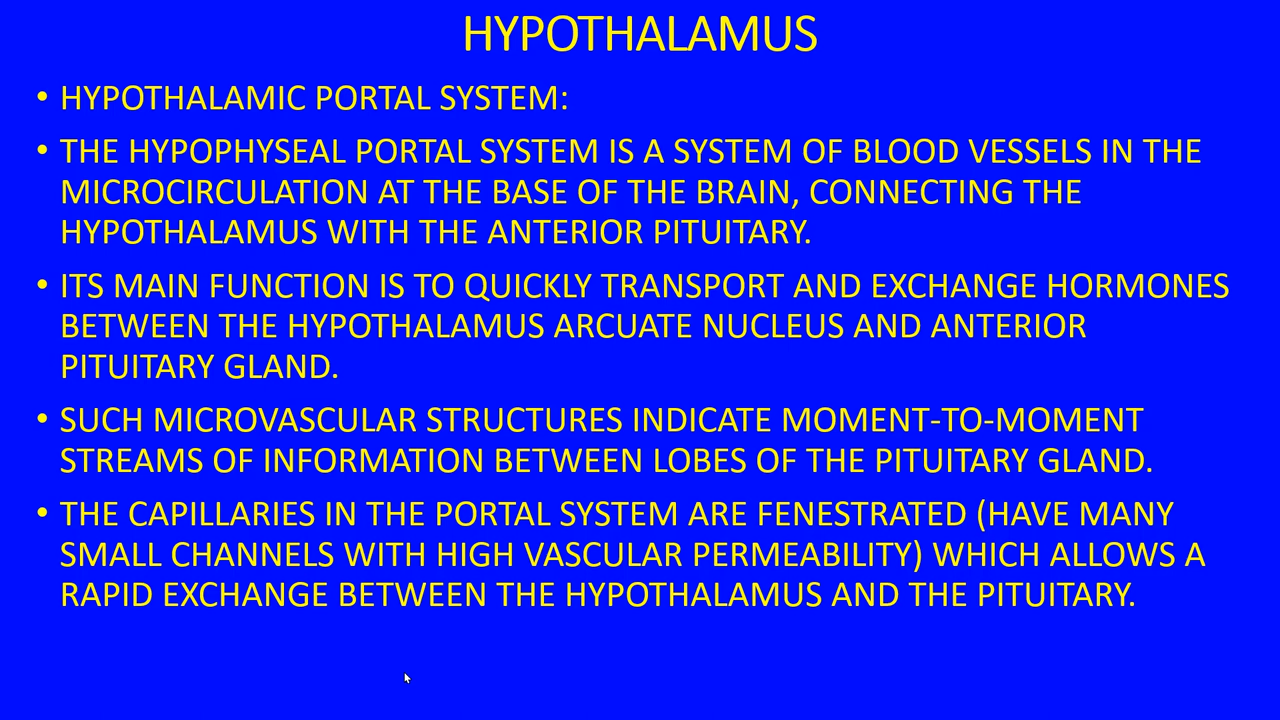 HYPOTHALAMUS
• HYPOTHALAMIC PORTAL SYSTEM:
• THE HYPOPHYSEAL PORTAL SYSTEM IS A SYSTEM OF BLOOD VESSELS IN THE
MICROCIRCULATION AT THE BASE OF THE BRAIN, CONNECTING THE
HYPOTHALAMUS WITH THE ANTERIOR PITUITARY.
• ITS MAIN FUNCTION IS TO QUICKLY TRANSPORT AND EXCHANGE HORMONES
BETWEEN THE HYPOTHALAMUS ARCUATE NUCLEUS AND ANTERIOR
PITUITARY GLAND.
• SUCH MICROVASCULAR STRUCTURES INDICATE MOMENT-TO-MOMENT
STREAMS OF INFORMATION BETWEEN LOBES OF THE PITUITARY GLAND.
• THE CAPILLARIES IN THE PORTAL SYSTEM ARE FENESTRATED (HAVE MANY
SMALL CHANNELS WITH HIGH VASCULAR PERMEABILITY) WHICH ALLOWS A
RAPID EXCHANGE BETWEEN THE HYPOTHALAMUS AND THE PITUITARY.